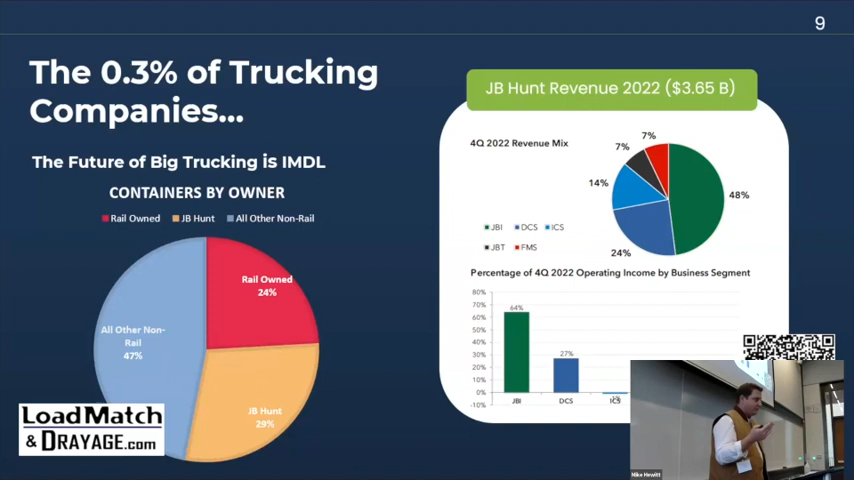 9
The 0.3% of Trucking
Companies...
The Future of Big Trucking is IMDL
CONTAINERS BY OWNER
Rail Owned JB Hunt All Other Non-Rail
Rail Owned
24%
All Other Non-
Rail
47%
JB Hunt
29%
LoadMatch
& DRAYAGE.com
JB Hunt Revenue 2022 ($3.65 B)
4Q 2022 Revenue Mix
7%
7%
14%
48%
24%
JBI DCS ICS
JBT FMS
Percentage of 4Q 2022 Operating Income by Business Segment
80%
70%
60%
50%
40%
30%
20%
10%
0%
-10%
64%
27%
JBI DCS ICS
Mike Hewitt